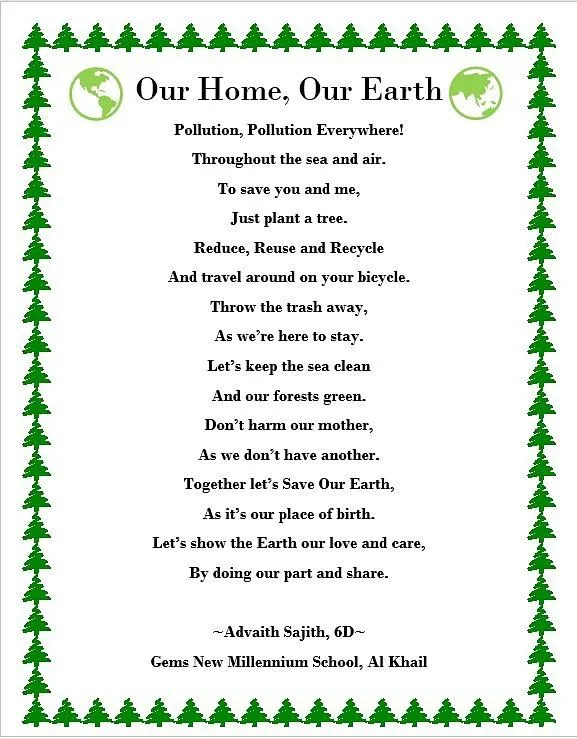 Our Home, Our Earth
Pollution, Pollution Everywhere!
Throughout the sea and air.
To save you and me,
Just plant a tree.
Reduce, Reuse and Recycle
And travel around on your bicycle.
Throw the trash away,
As we’re here to stay.
Let’s keep the sea clean
And our forests green.
Don’t harm our mother,
As we don’t have another.
Together let’s Save Our Earth,
As it’s our place of birth.
Let’s show the Earth our love and care,
By doing our part and share.
~Advaith Sajith, 6D~
Gems New Millennium School, Al Khail